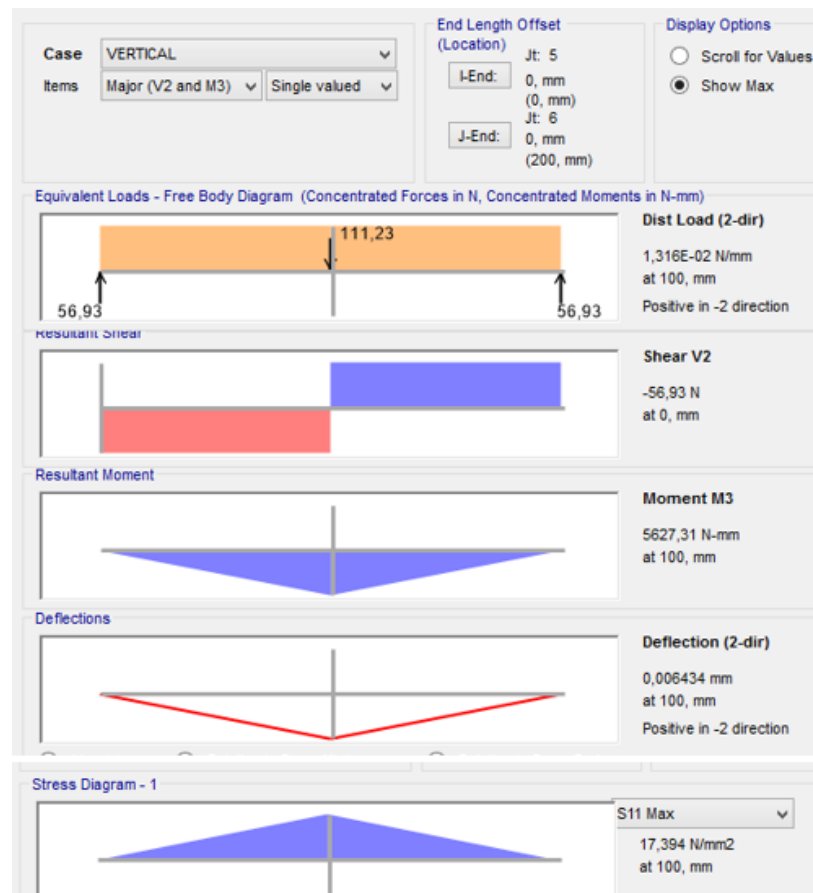 End Length Offset
(Location)
Display Options
Case VERTICAL
Items Major (V2 and M3) Single valued
Jt: 5
I-End: 0, mm
(0, mm)
Jt: 6
J-End: 0, mm
(200, mm)
Scroll for Values
Show Max
Equivalent Loads - Free Body Diagram (Concentrated Forces in N, Concentrated Moments in N-mm)
111,23
56,93
56,93
Dist Load (2-dir)
1,316E-02 N/mm
at 100, mm
Positive in -2 direction
Resultant Shear
Shear V2
-56,93 N
at 0, mm
Resultant Moment
Moment M3
5627,31 N-mm
at 100, mm
Deflections
Deflection (2-dir)
0,006434 mm
at 100, mm
Positive in -2 direction
Stress Diagram - 1
S11 Max
17,394 N/mm2
at 100, mm